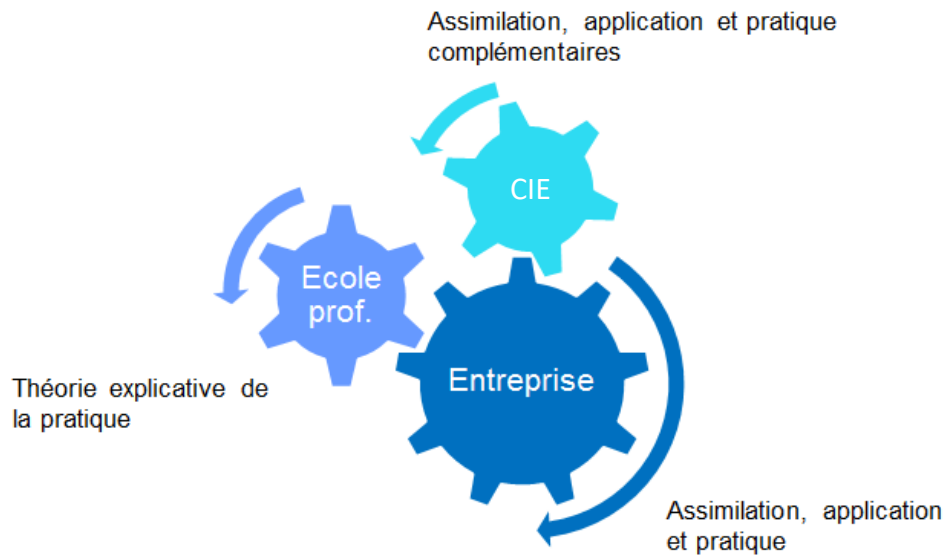 Assimilation, application et pratique
complémentaires
CIE
Ecole
prof.
Entreprise
Théorie explicative de
la pratique
Assimilation, application
et pratique